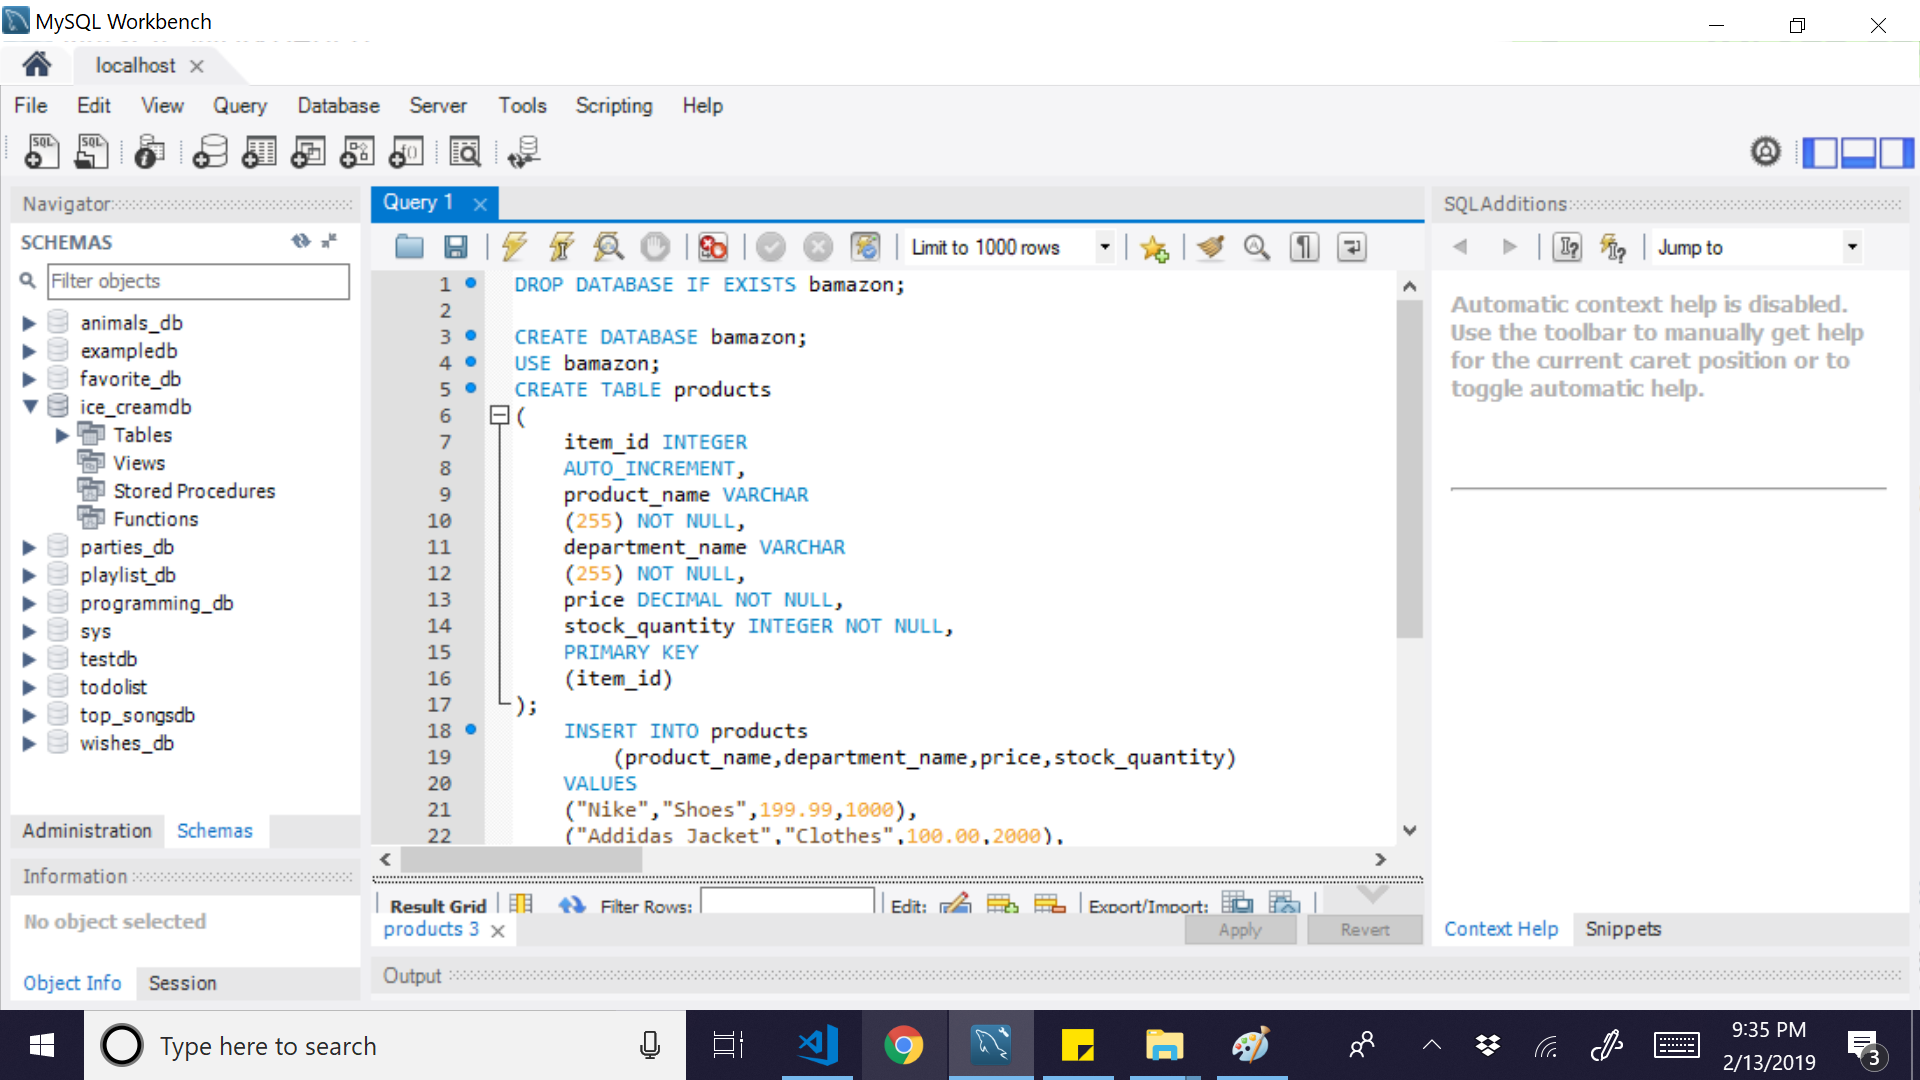 MySQL Workbench
localhost
File Edit View Query Database Server Tools Scripting Help
Navigator
SCHEMAS
Filter objects
animals_db
exampledb
favorite_db
ice_creamdb
Tables
Views
Stored Procedures
Functions
parties_db
playlist_db
programming_db
sys
testdb
todolist
top_songsdb
wishes_db
Administration Schemas
Information
No object selected
Object Info Session
Query 1
Limit to 1000 rows
1 DROP DATABASE IF EXISTS bamazon;
2
3 CREATE DATABASE bamazon;
4 USE bamazon;
5 CREATE TABLE products
6 (
7 item_id INTEGER
8 AUTO_INCREMENT,
9 product_name VARCHAR
10 (255) NOT NULL,
11 department_name VARCHAR
12 (255) NOT NULL,
13 price DECIMAL NOT NULL,
14 stock_quantity INTEGER NOT NULL,
15 PRIMARY KEY
16 (item_id)
17 );
18 INSERT INTO products
19 (product_name,department_name,price,stock_quantity)
20 VALUES
21 ("Nike","Shoes",199.99,1000),
22 ("Addidas Jacket","Clothes",100.00,2000),
Result Grid Filter Rows: Edit: Export/Import:
products 3 Apply Revert
Output
SQLAdditions
Jump to
Automatic context help is disabled.
Use the toolbar to manually get help
for the current caret position or to
toggle automatic help.
Context Help Snippets
Type here to search
9:35 PM
2/13/2019
3